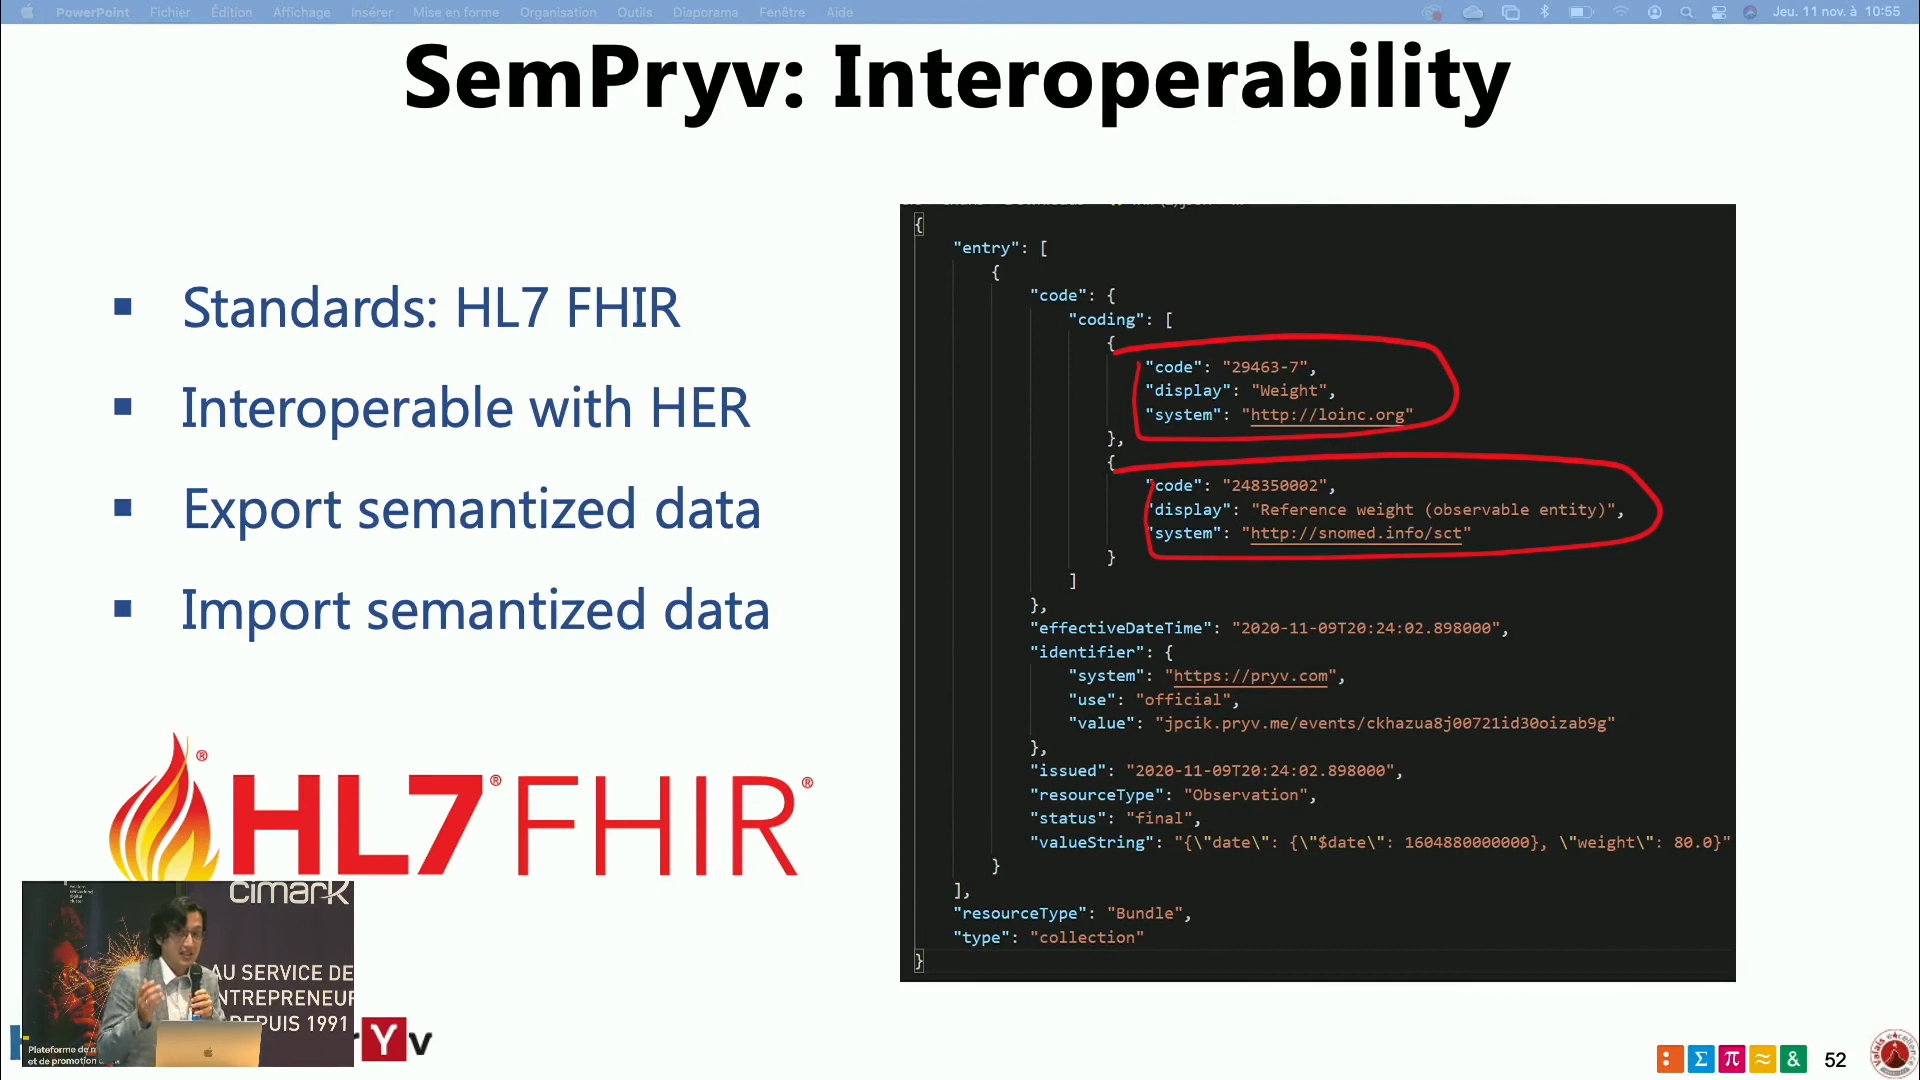 PowerPoint Fichier Édition Affichage Insérer Mise en forme Organisation Outils Diaporama Fenêtre Aide Jeu. 11 nov. à 10:55
SemPryv: Interoperability
Standards: HL7 FHIR
Interoperable with HER
Export semantized data
Import semantized data
HL7® FHIR®
{
"entry": [
{
"code": {
"coding": [
{
"code": "29463-7",
"display": "Weight",
"system": "http://loinc.org"
},
{
"code": "248350002",
"display": "Reference weight (observable entity)",
"system": "http://snomed.info/sct"
}
]
},
"effectiveDateTime": "2020-11-09T20:24:02.898000",
"identifier": {
"system": "https://pryv.com",
"use": "official",
"value": "jpcik.pryv.me/events/ckhazua8j00721id30oizab9g"
},
"issued": "2020-11-09T20:24:02.898000",
"resourceType": "Observation",
"status": "final",
"valueString": "{\"date\": {\"$date\": 1604880000000}, \"weight\": 80.0}"
}
],
"resourceType": "Bundle",
"type": "collection"
}
cimark
AU SERVICE DE
NTREPRENEUR
DEPUIS 1991
Plateforme de
et de promotion
Yv
: Σ π ≈ &
52